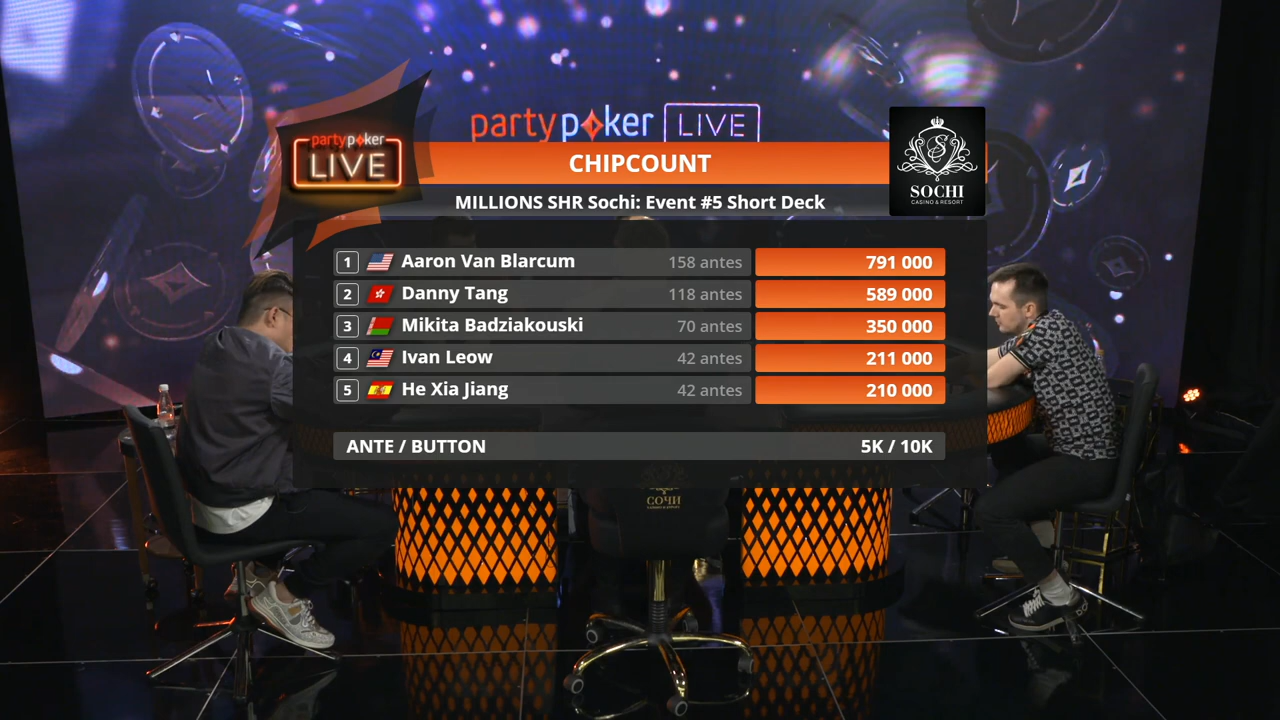 partypoker LIVE
partypoker
LIVE
CHIPCOUNT
MILLIONS SHR Sochi: Event #5 Short Deck
S
SOCHI
CASINO & RESORT
1 Aaron Van Blarcum 158 antes 791 000
2 Danny Tang 118 antes 589 000
3 Mikita Badziakouski 70 antes 350 000
4 Ivan Leow 42 antes 211 000
5 He Xia Jiang 42 antes 210 000
ANTE / BUTTON 5K / 10K
СОЧИ